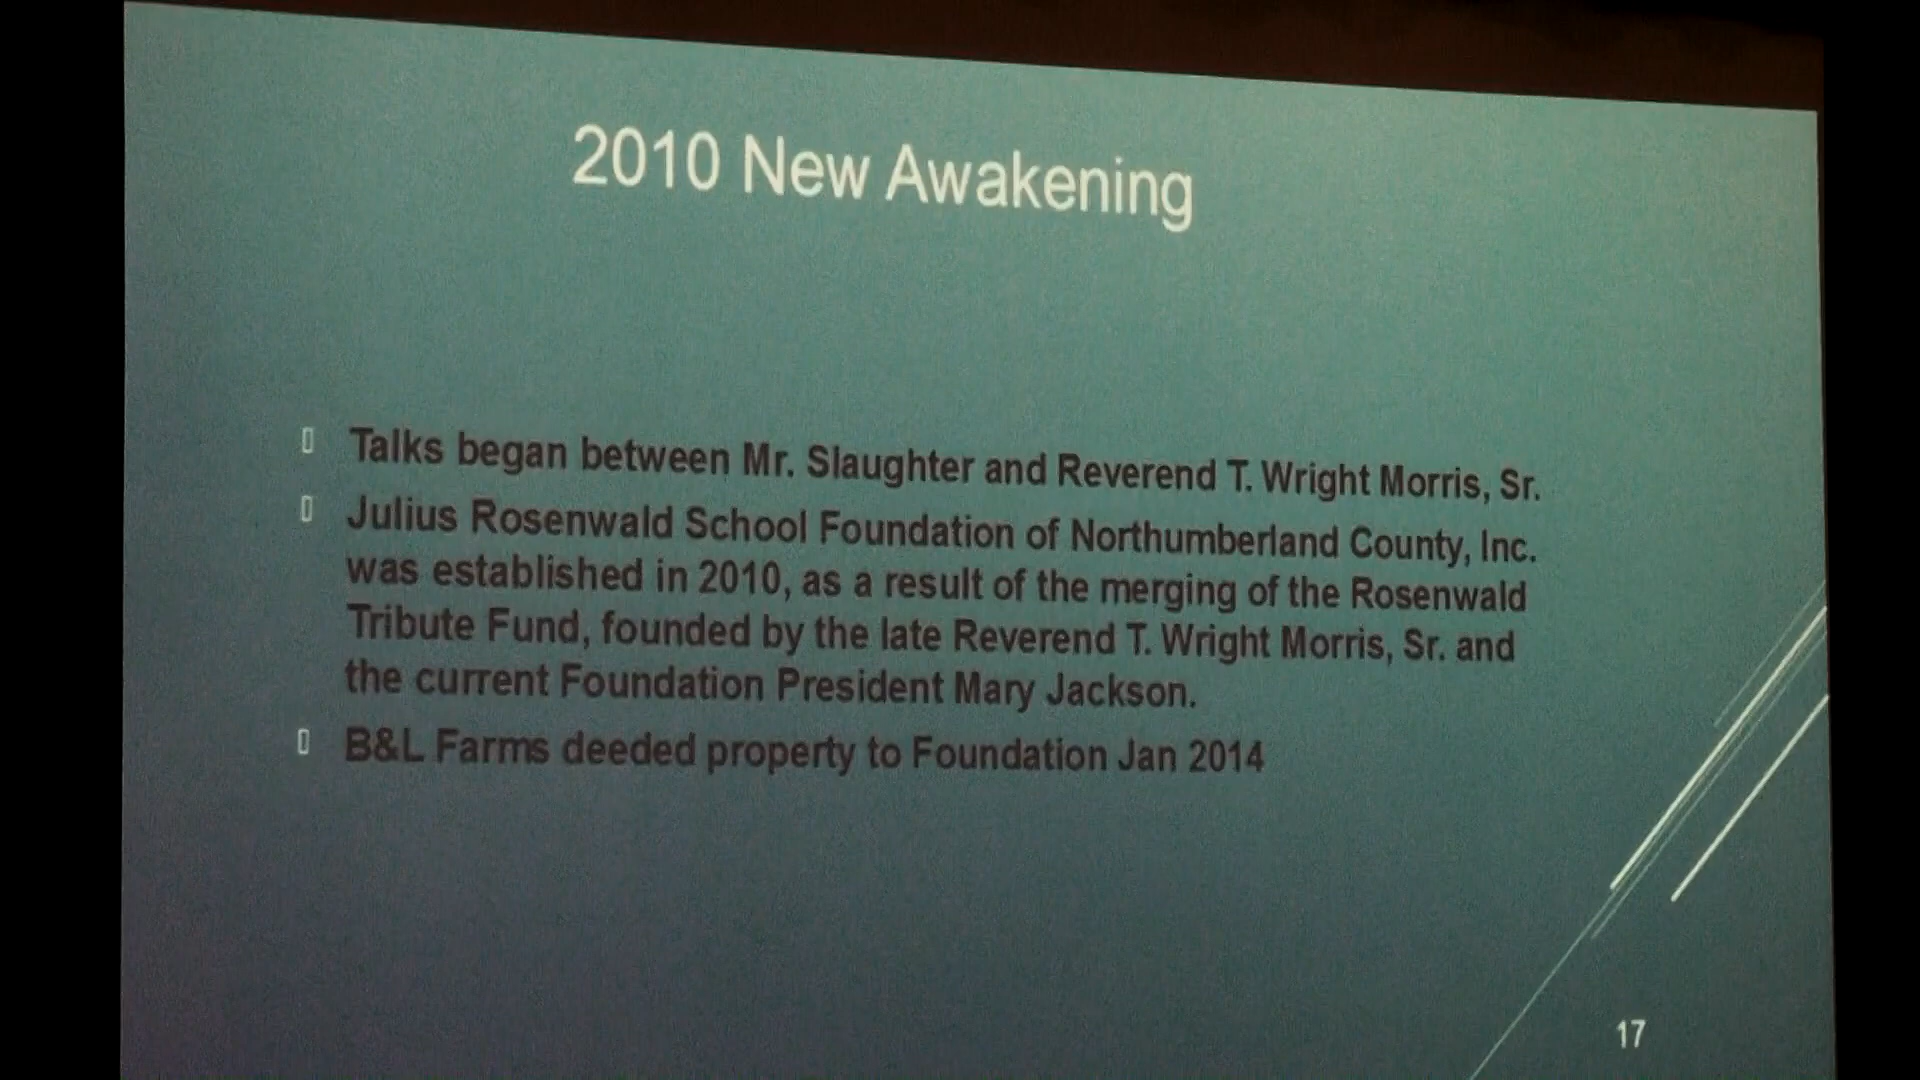 2010 New Awakening
Talks began between Mr. Slaughter and Reverend T. Wright Morris, Sr.
Julius Rosenwald School Foundation of Northumberland County, Inc.
was established in 2010, as a result of the merging of the Rosenwald
Tribute Fund, founded by the late Reverend T. Wright Morris, Sr. and
the current Foundation President Mary Jackson.
B&L Farms deeded property to Foundation Jan 2014
17